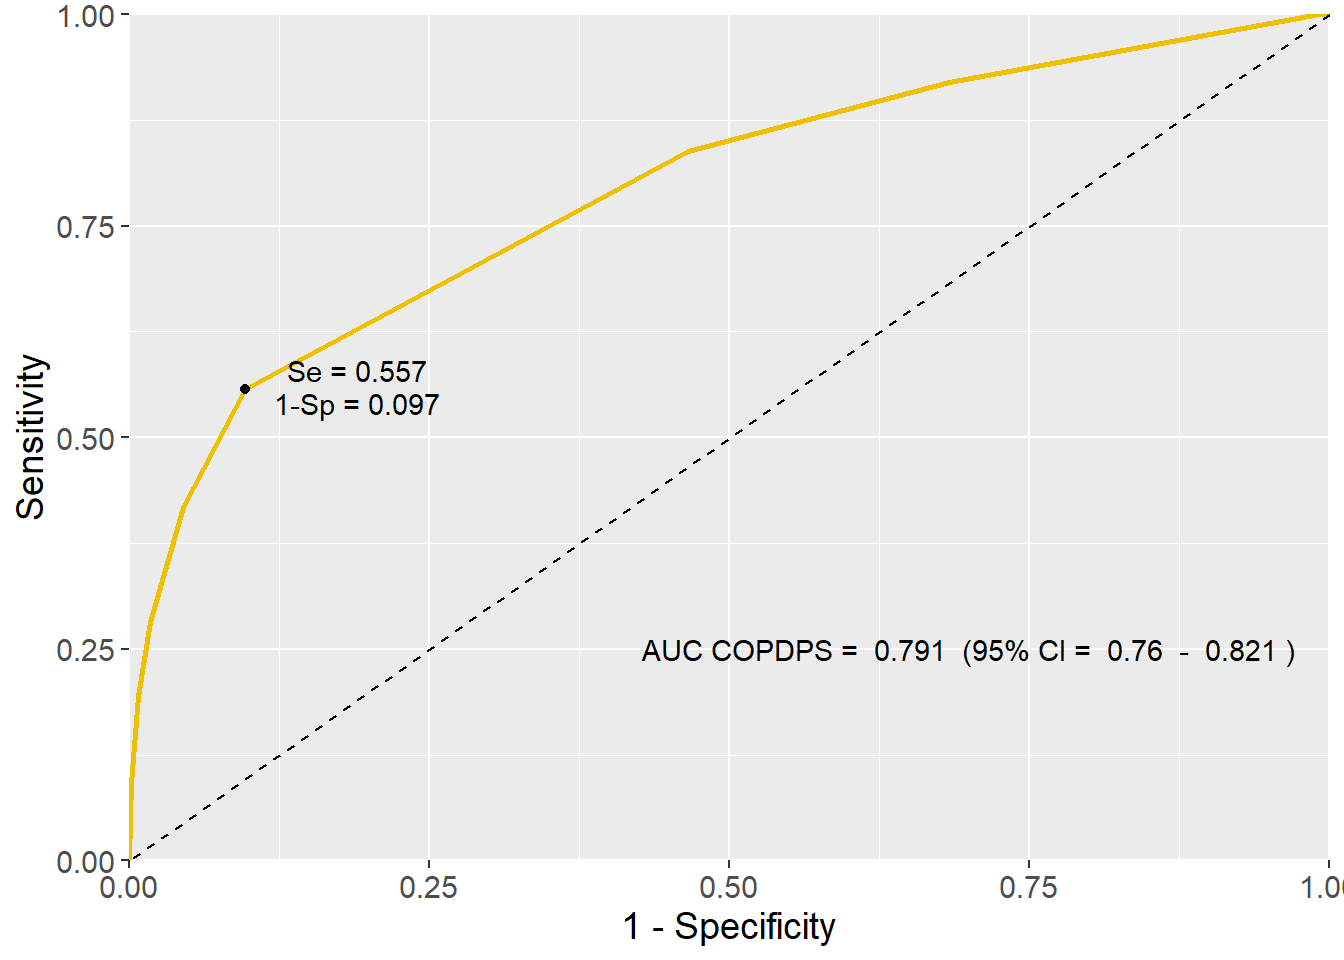 1.00
0.75
0.50
0.25
0.00
Sensitivity
Se = 0.557
1-Sp = 0.097
AUC COPDPS = 0.791 (95% CI = 0.76 - 0.821 )
0.00 0.25 0.50 0.75 1.00
1 - Specificity